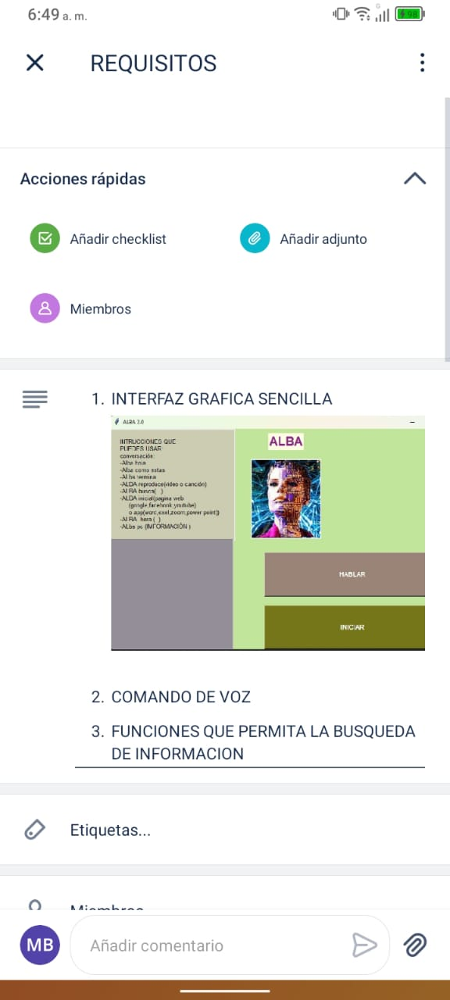 6:49 a. m.
98
REQUISITOS
Acciones rápidas
Añadir checklist
Añadir adjunto
Miembros
1. INTERFAZ GRAFICA SENCILLA
ALBA 2.0
INTRUCCIONES QUE
PUEDES USAR
conversación:
-Alba hola
-Alba como estas
-Alba termina
-ALBA reproduce(video o canción)
-ALBA busca( )
-ALBA inicial(pagina web
(google,facebook,youtube)
o app(word,exel,zoom,power point))
-ALBA hora ( )
-ALba pc (INFORMACIÓN )
ALBA
HABLAR
INICIAR
2. COMANDO DE VOZ
3. FUNCIONES QUE PERMITA LA BUSQUEDA
DE INFORMACION
Etiquetas...
Miembros
MB
Añadir comentario